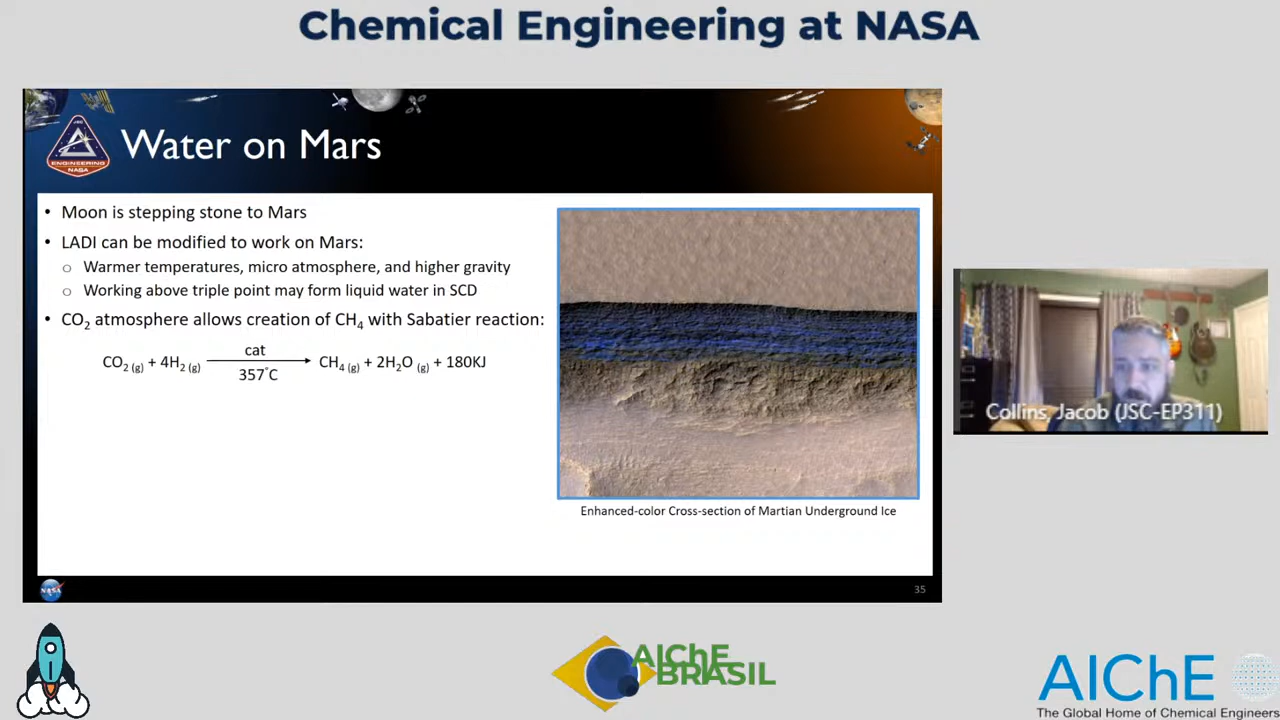 Chemical Engineering at NASA
JSC
ENGINEERING
NASA
Water on Mars
• Moon is stepping stone to Mars
• LADI can be modified to work on Mars:
o Warmer temperatures, micro atmosphere, and higher gravity
o Working above triple point may form liquid water in SCD
• CO2 atmosphere allows creation of CH4 with Sabatier reaction:
cat
CO2 (g) + 4H2 (g) → CH4 (g) + 2H2O (g) + 180KJ
357°C
Enhanced-color Cross-section of Martian Underground Ice
Collins, Jacob (JSC-EP311)
NASA
35
AIChE
BRASIL
AIChE
The Global Home of Chemical Engineers